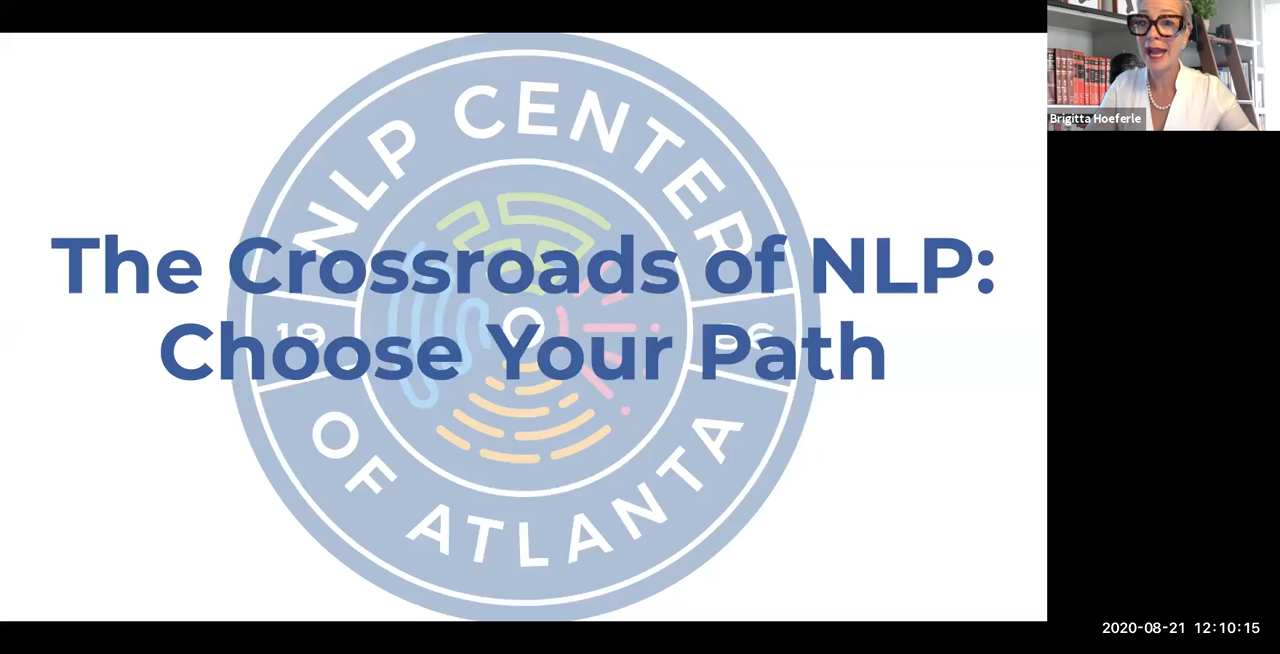 NLP CENTER
The Crossroads of NLP:
Choose Your Path
OF ATLANTA
Brigitta Hoeferle
2020-08-21 12:10:15